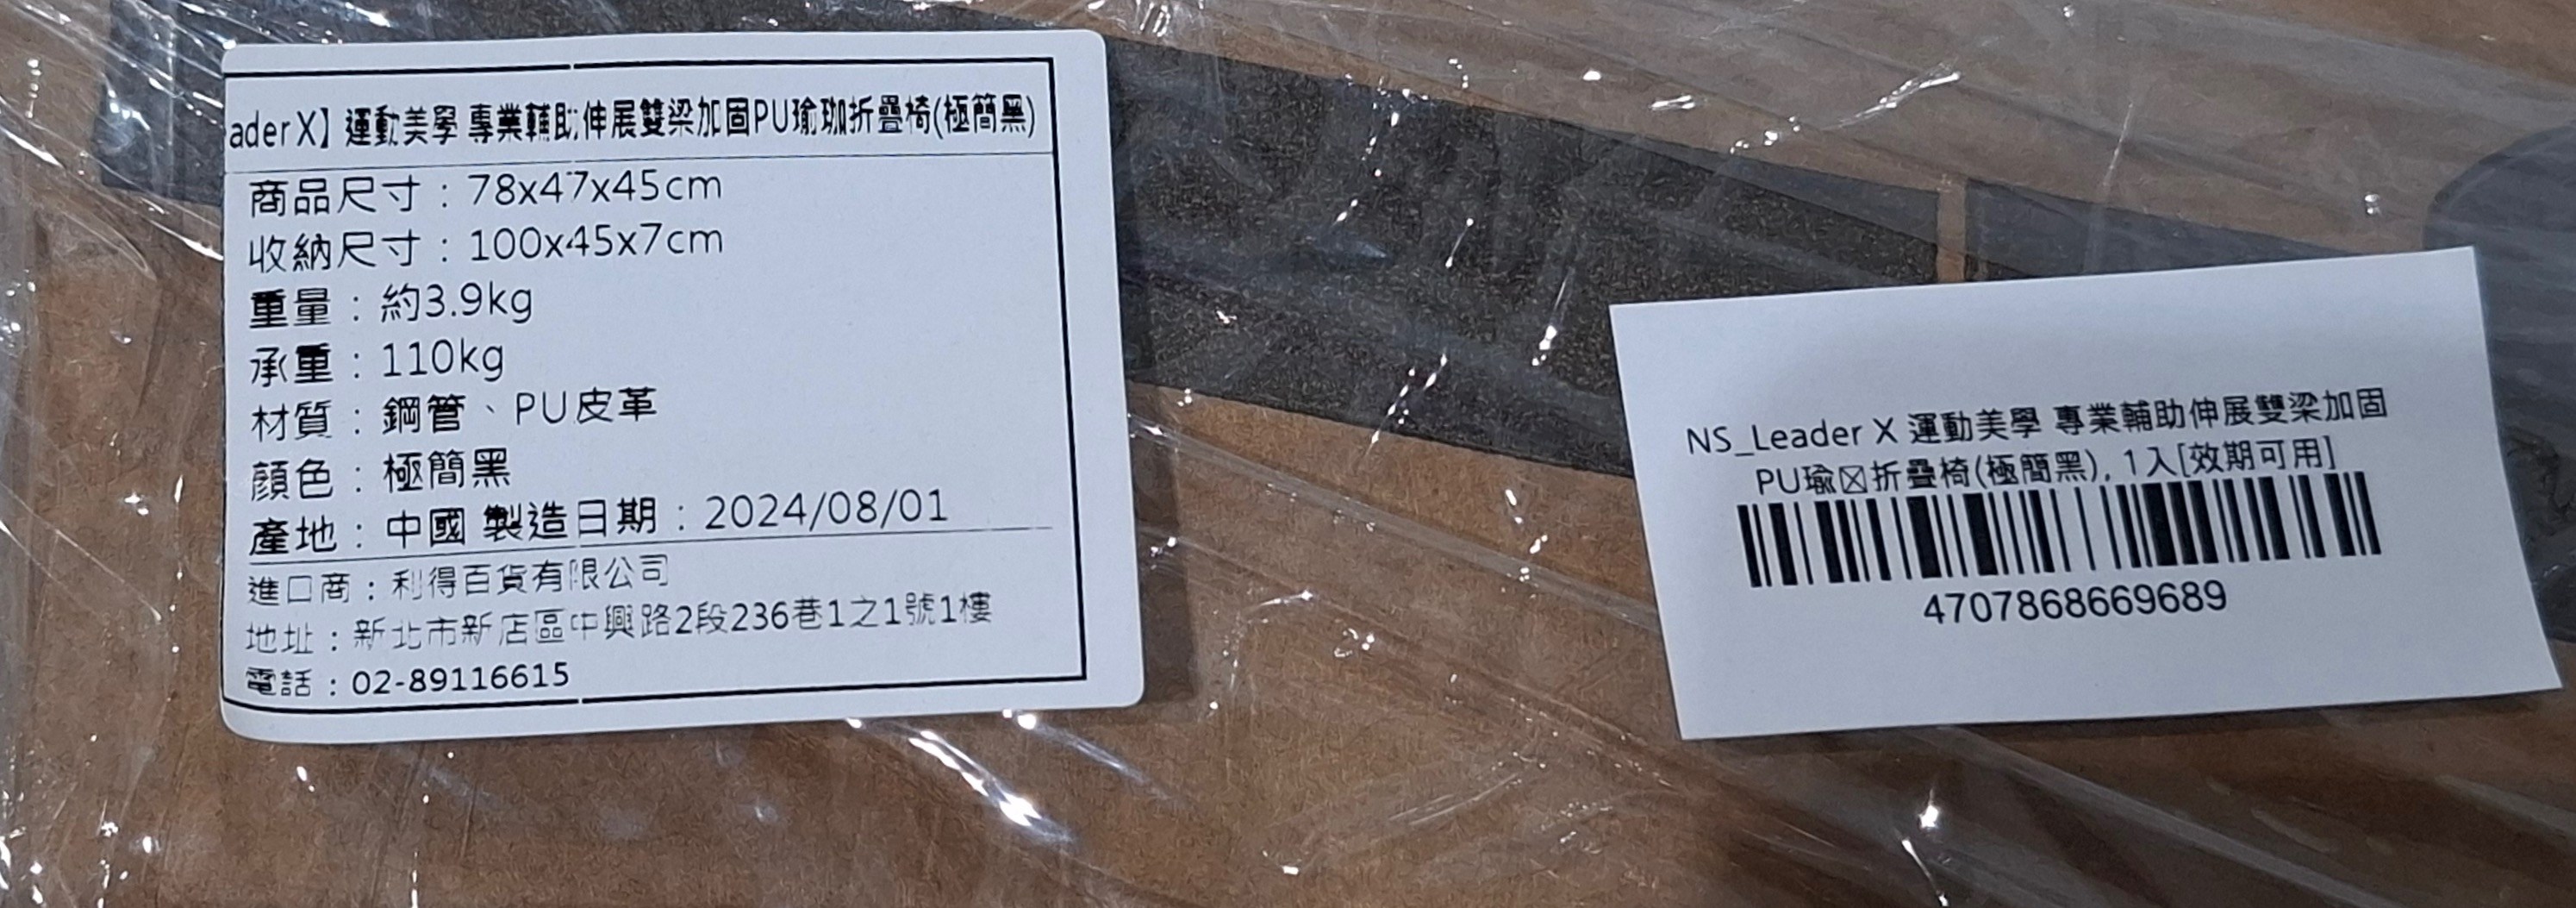 ader X】運動美學 專業輔助伸展雙梁加固PU瑜珈折疊椅(極簡黑)
商品尺寸：78x47x45cm
收納尺寸：100x45x7cm
重量：約3.9kg
承重：110kg
材質：鋼管、PU皮革
顏色：極簡黑
產地：中國 製造日期：2024/08/01
進口商：利得百貨有限公司
地址：新北市新店區中興路2段236巷1之1號1樓
電話：02-89116615
NS_Leader X 運動美學 專業輔助伸展雙梁加固
PU瑜☒折疊椅(極簡黑), 1入[效期可用]
4707868669689